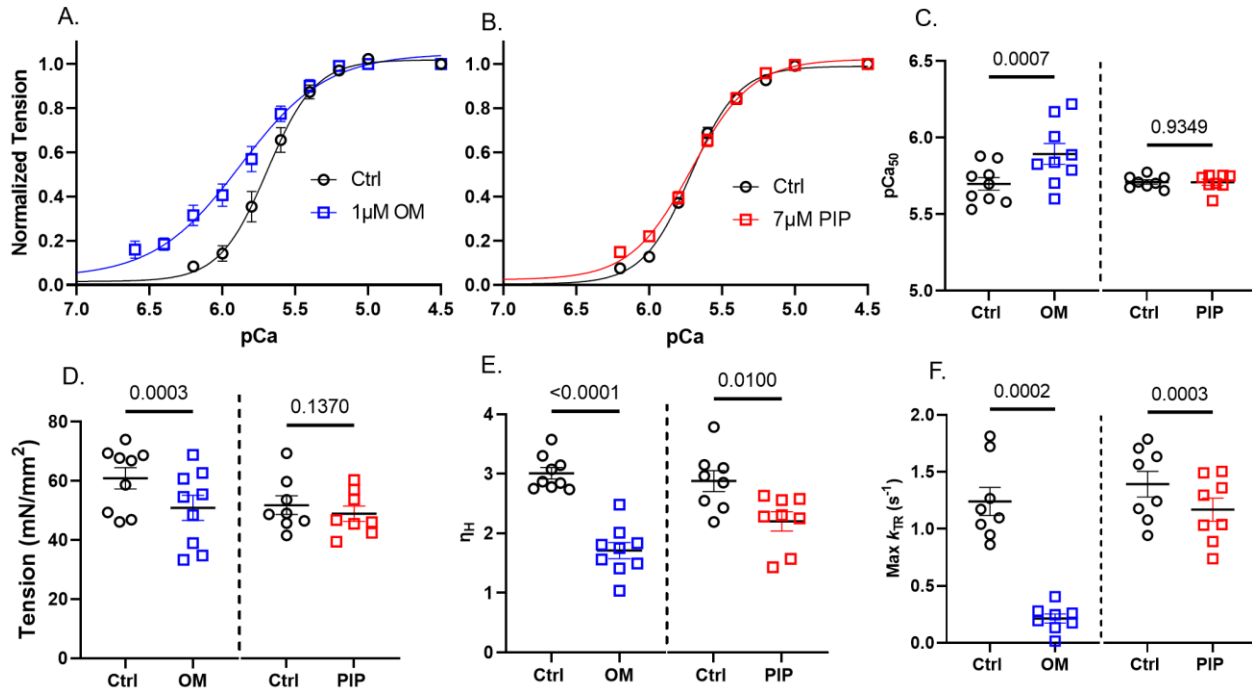 A.
Normalized Tension
1.0
0.8
0.6
0.4
0.2
0.0
7.0 6.5 6.0 5.5 5.0 4.5
pCa
Ctrl
1μM OM
B.
1.0
0.8
0.6
0.4
0.2
0.0
7.0 6.5 6.0 5.5 5.0 4.5
pCa
Ctrl
7μM PIP
C.
pCa50
6.5
6.0
5.5
5.0
0.0007
0.9349
Ctrl OM Ctrl PIP
D.
Tension (mN/mm²)
80
60
40
20
0
0.0003
0.1370
Ctrl OM Ctrl PIP
E.
ηH
4
3
2
1
0
<0.0001
0.0100
Ctrl OM Ctrl PIP
F.
Max kTR (s⁻¹)
2.0
1.5
1.0
0.5
0.0
0.0002
0.0003
Ctrl OM Ctrl PIP